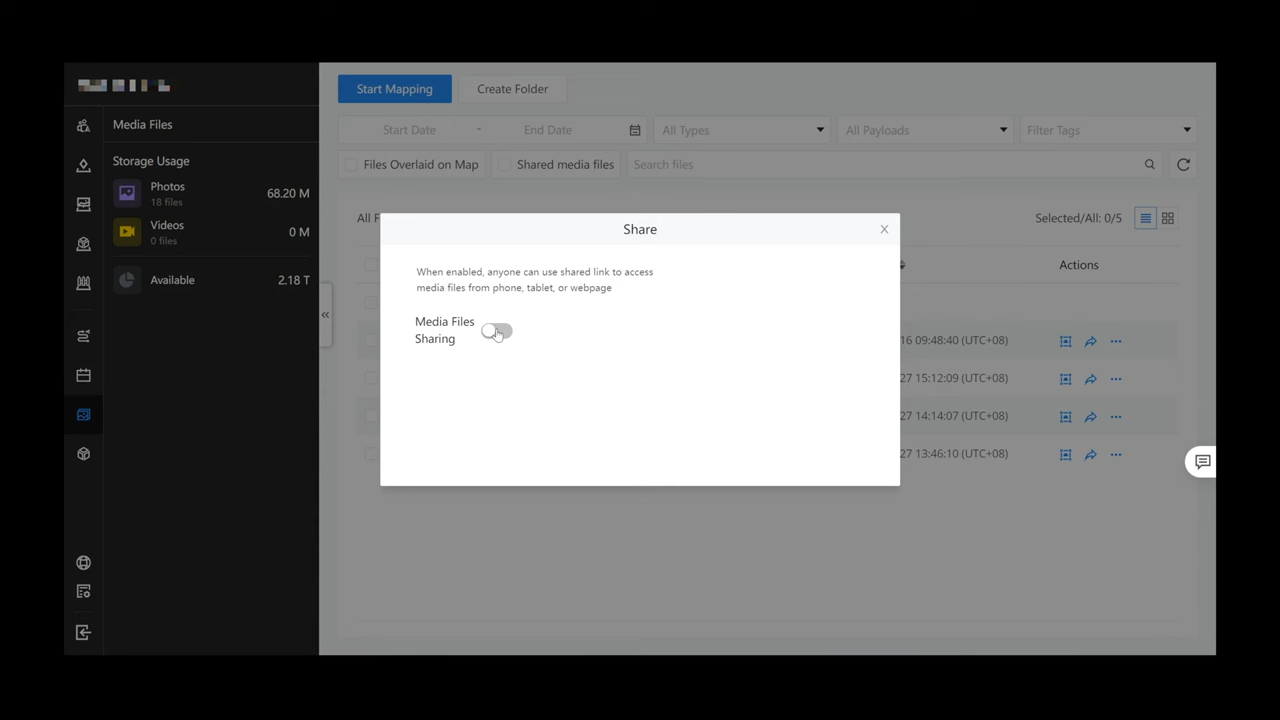 Start Mapping
Create Folder
Media Files
Start Date - End Date
All Types
All Payloads
Filter Tags
Storage Usage
Files Overlaid on Map
Shared media files
Search files
Photos
18 files
68.20 M
Videos
0 files
0 M
Available
2.18 T
All F
Selected/All: 0/5
Share
When enabled, anyone can use shared link to access
media files from phone, tablet, or webpage
Media Files
Sharing
Actions
16 09:48:40 (UTC+08)
27 15:12:09 (UTC+08)
27 14:14:07 (UTC+08)
27 13:46:10 (UTC+08)